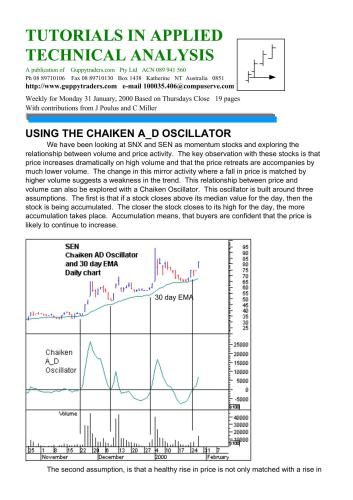 TUTORIALS IN APPLIED
TECHNICAL ANALYSIS
A publication of Guppytraders.com Pty Ltd ACN 089 941 560
Ph 08 89710106 Fax 08 89710130 Box 1438 Katherine NT Australia 0851
http://www.guppytraders.com e-mail 100035.406@compuserve.com
Weekly for Monday 31 January, 2000 Based on Thursdays Close 19 pages
With contributions from J Poulus and C Miller
USING THE CHAIKEN A_D OSCILLATOR
We have been looking at SNX and SEN as momentum stocks and exploring the
relationship between volume and price activity. The key observation with these stocks is that
price increases dramatically on high volume and that the price retreats are accompanies by
much lower volume. The change in this mirror activity where a fall in price is matched by
higher volume suggests a weakness in the trend. This relationship between price and
volume can also be explored with a Chaiken Oscillator. This oscillator is built around three
assumptions. The first is that if a stock closes above its median value for the day, then the
stock is being accumulated. The closer the stock closes to its high for the day, the more
accumulation takes place. Accumulation means, that buyers are confident that the price is
likely to continue to increase.
SEN
Chaiken AD Oscillator
and 30 day EMA
Daily chart
30 day EMA
95
90
85
80
75
70
65
60
55
50
45
40
35
30
25
Chaiken
A_D
Oscillator
25000
20000
15000
10000
5000
0
-5000
x100
Volume
40000
30000
20000
10000
x100
25 1 8 15 22 29 6 13 20 27 4 10 17 24 31 7
November December 2000 February
The second assumption, is that a healthy rise in price is not only matched with a rise in